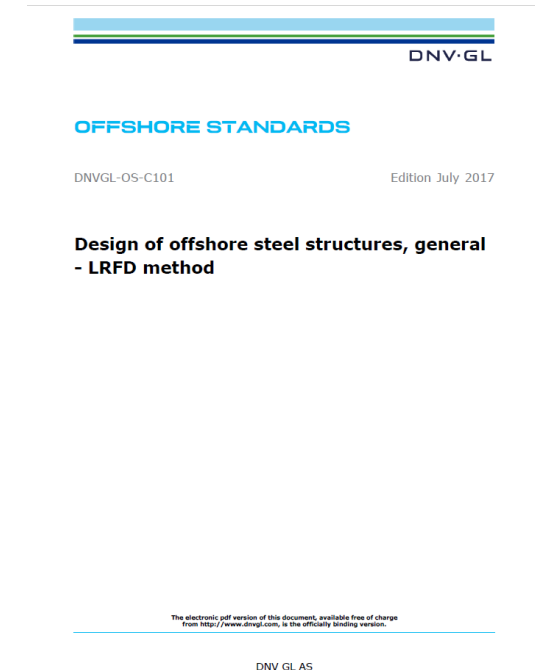 DNV·GL
OFFSHORE STANDARDS
DNVGL-OS-C101 Edition July 2017
Design of offshore steel structures, general
- LRFD method
The electronic pdf version of this document, available free of charge
from http://www.dnvgl.com, is the officially binding version.
DNV GL AS